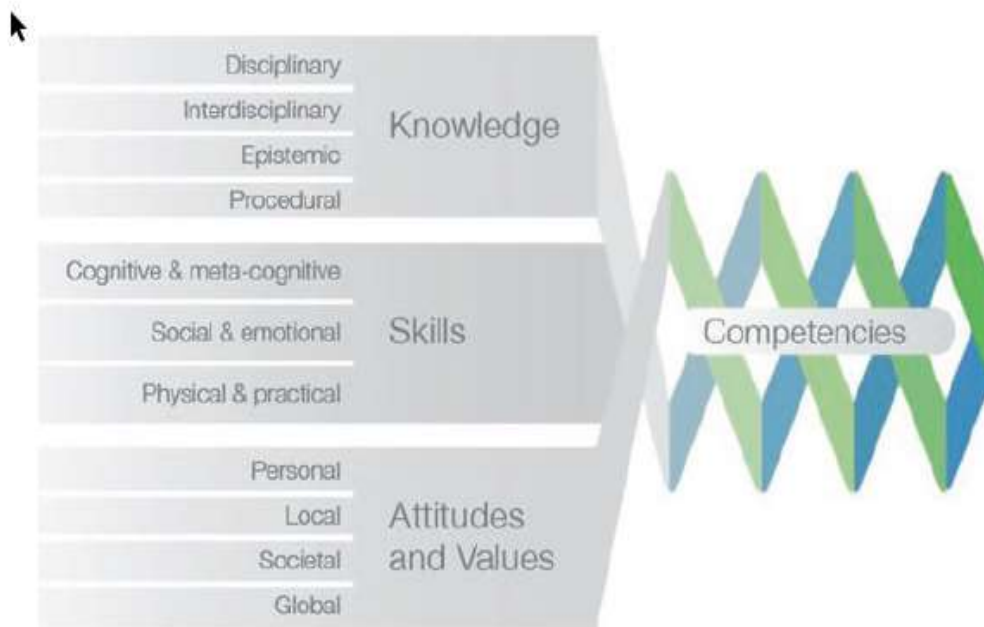 Disciplinary
Interdisciplinary
Epistemic
Procedural
Knowledge
Cognitive & meta-cognitive
Social & emotional
Physical & practical
Skills
Personal
Local
Societal
Global
Attitudes
and Values
Competencies